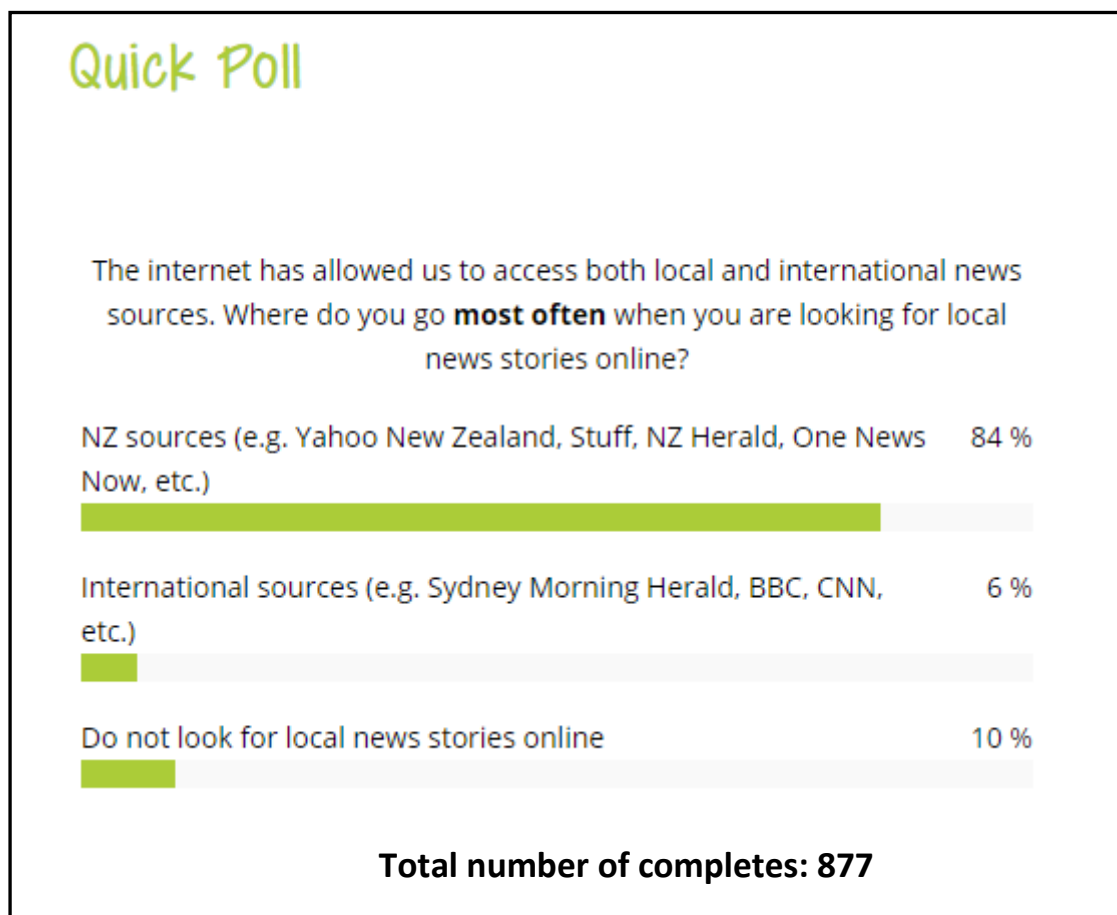 Quick Poll
The internet has allowed us to access both local and international news
sources. Where do you go most often when you are looking for local
news stories online?
NZ sources (e.g. Yahoo New Zealand, Stuff, NZ Herald, One News 84 %
Now, etc.)
International sources (e.g. Sydney Morning Herald, BBC, CNN, 6 %
etc.)
Do not look for local news stories online 10 %
Total number of completes: 877